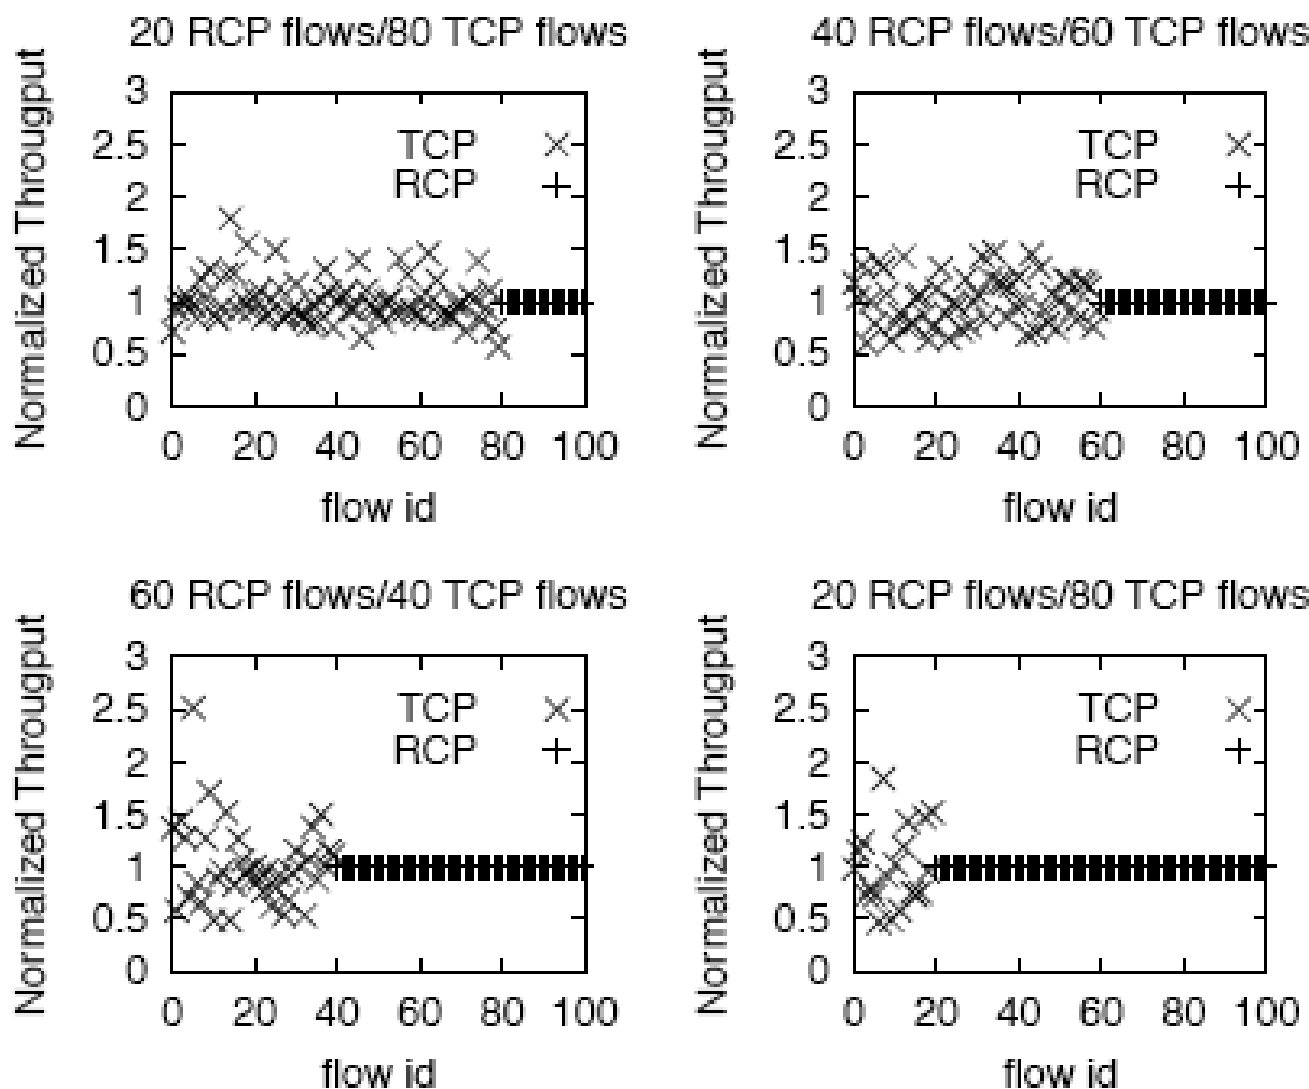 20 RCP flows/80 TCP flows
Normalized Througput
3
2.5
2
1.5
1
0.5
0
TCP
RCP
0 20 40 60 80 100
flow id
40 RCP flows/60 TCP flows
Normalized Througput
3
2.5
2
1.5
1
0.5
0
TCP
RCP
0 20 40 60 80 100
flow id
60 RCP flows/40 TCP flows
Normalized Througput
3
2.5
2
1.5
1
0.5
0
TCP
RCP
0 20 40 60 80 100
flow id
20 RCP flows/80 TCP flows
Normalized Througput
3
2.5
2
1.5
1
0.5
0
TCP
RCP
0 20 40 60 80 100
flow id